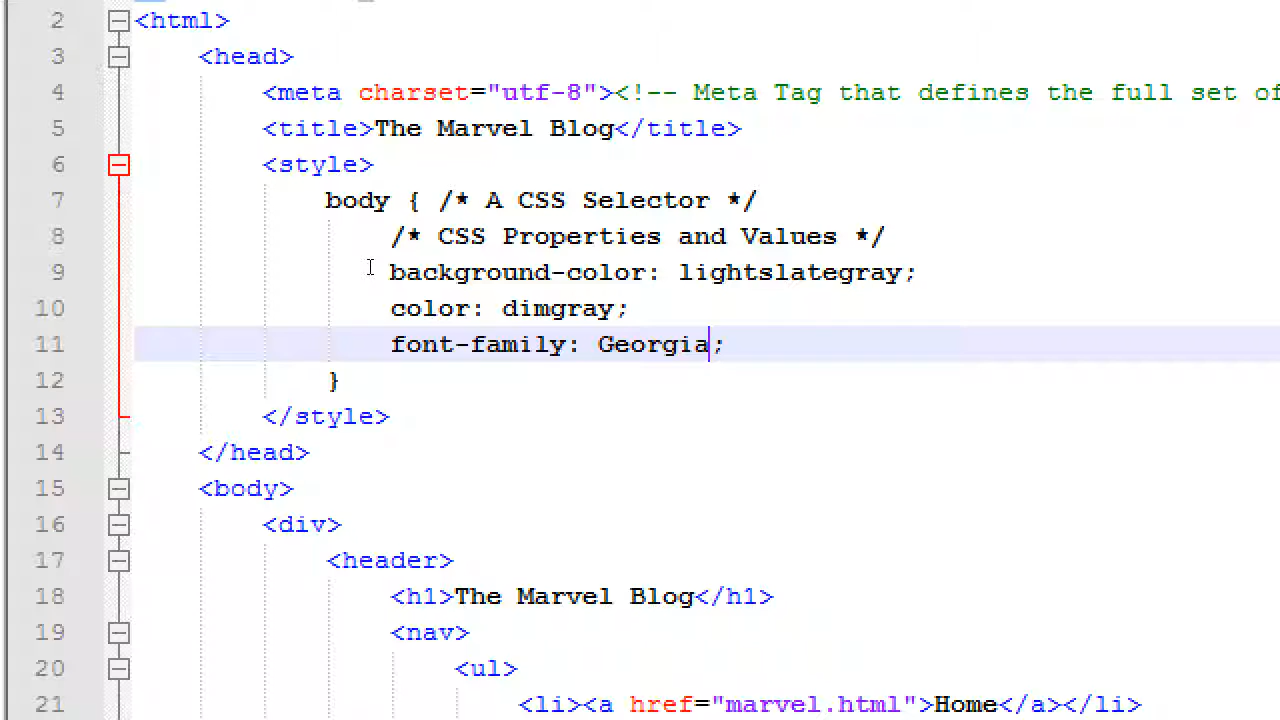 2 <html>
3 <head>
4 <meta charset="utf-8"><!-- Meta Tag that defines the full set of
5 <title>The Marvel Blog</title>
6 <style>
7 body { /* A CSS Selector */
8 /* CSS Properties and Values */
9 background-color: lightslategray;
10 color: dimgray;
11 font-family: Georgia;
12 }
13 </style>
14 </head>
15 <body>
16 <div>
17 <header>
18 <h1>The Marvel Blog</h1>
19 <nav>
20 <ul>
21 <li><a href="marvel.html">Home</a></li>